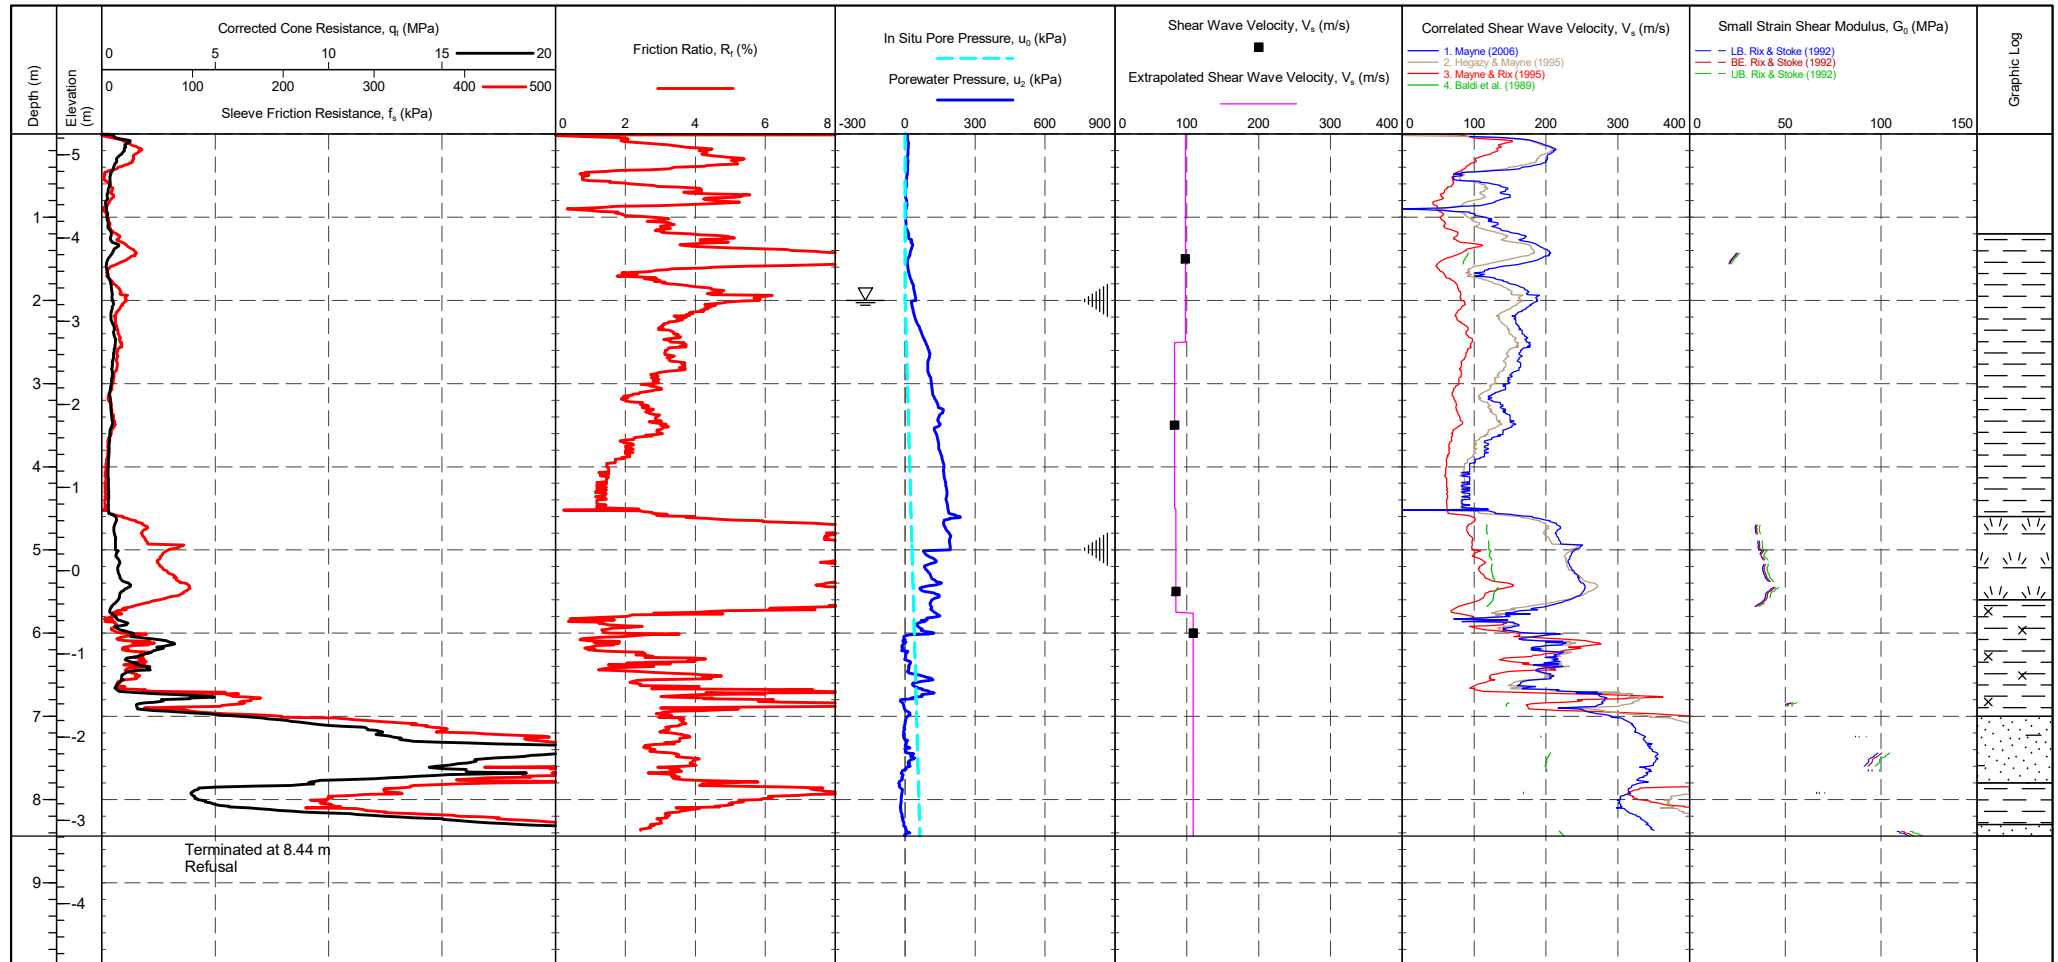 Depth (m)
Elevation (m)
Corrected Cone Resistance, qₜ (MPa)
0 5 10 15 20
0 100 200 300 400 500
Sleeve Friction Resistance, fₛ (kPa)
Friction Ratio, R_f (%)
0 2 4 6 8
In Situ Pore Pressure, u₀ (kPa)
Porewater Pressure, u₂ (kPa)
-300 0 300 600 900
Shear Wave Velocity, Vₛ (m/s)
Extrapolated Shear Wave Velocity, Vₛ (m/s)
0 100 200 300 400
Correlated Shear Wave Velocity, Vₛ (m/s)
1. Mayne (2006)
2. Hegazy & Mayne (1995)
3. Mayne & Rix (1995)
4. Baldi et al. (1989)
0 100 200 300 400
Small Strain Shear Modulus, G₀ (MPa)
LB. Rix & Stoke (1992)
BE. Rix & Stoke (1992)
UB. Rix & Stoke (1992)
0 50 100 150
Graphic Log
-5
1
-4
2
-3
3
-2
4
-1
5
-0
6
-1
7
-2
8
-3
Terminated at 8.44 m
Refusal
9
-4